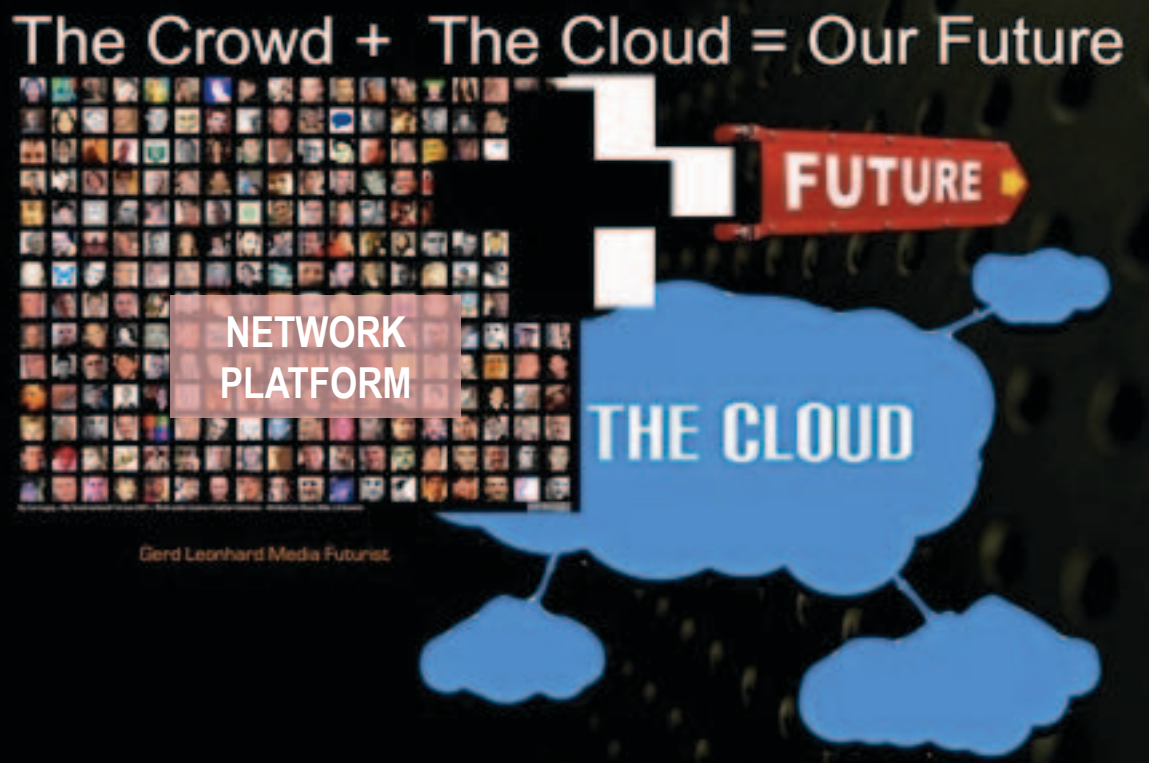 The Crowd + The Cloud = Our Future
FUTURE
NETWORK
PLATFORM
THE CLOUD
Gerd Leonhard Media Futurist